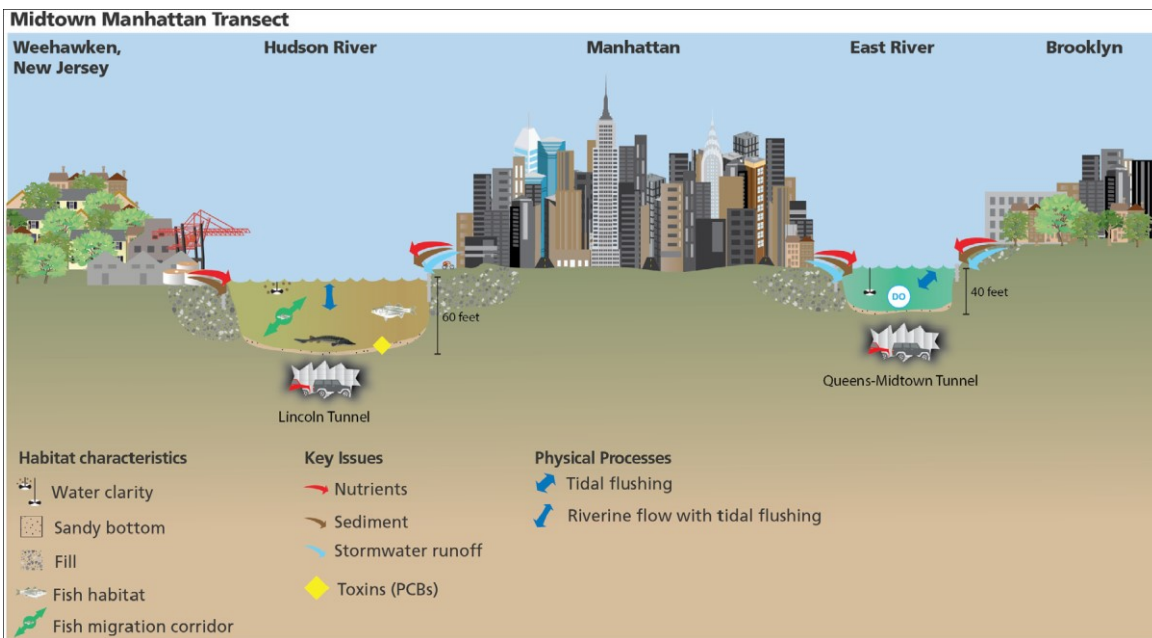 Midtown Manhattan Transect
Weehawken,
New Jersey
Hudson River
Manhattan
East River
Brooklyn
60 feet
DO
40 feet
Lincoln Tunnel
Queens-Midtown Tunnel
Habitat characteristics
Water clarity
Sandy bottom
Fill
Fish habitat
Fish migration corridor
Key Issues
Nutrients
Sediment
Stormwater runoff
Toxins (PCBs)
Physical Processes
Tidal flushing
Riverine flow with tidal flushing